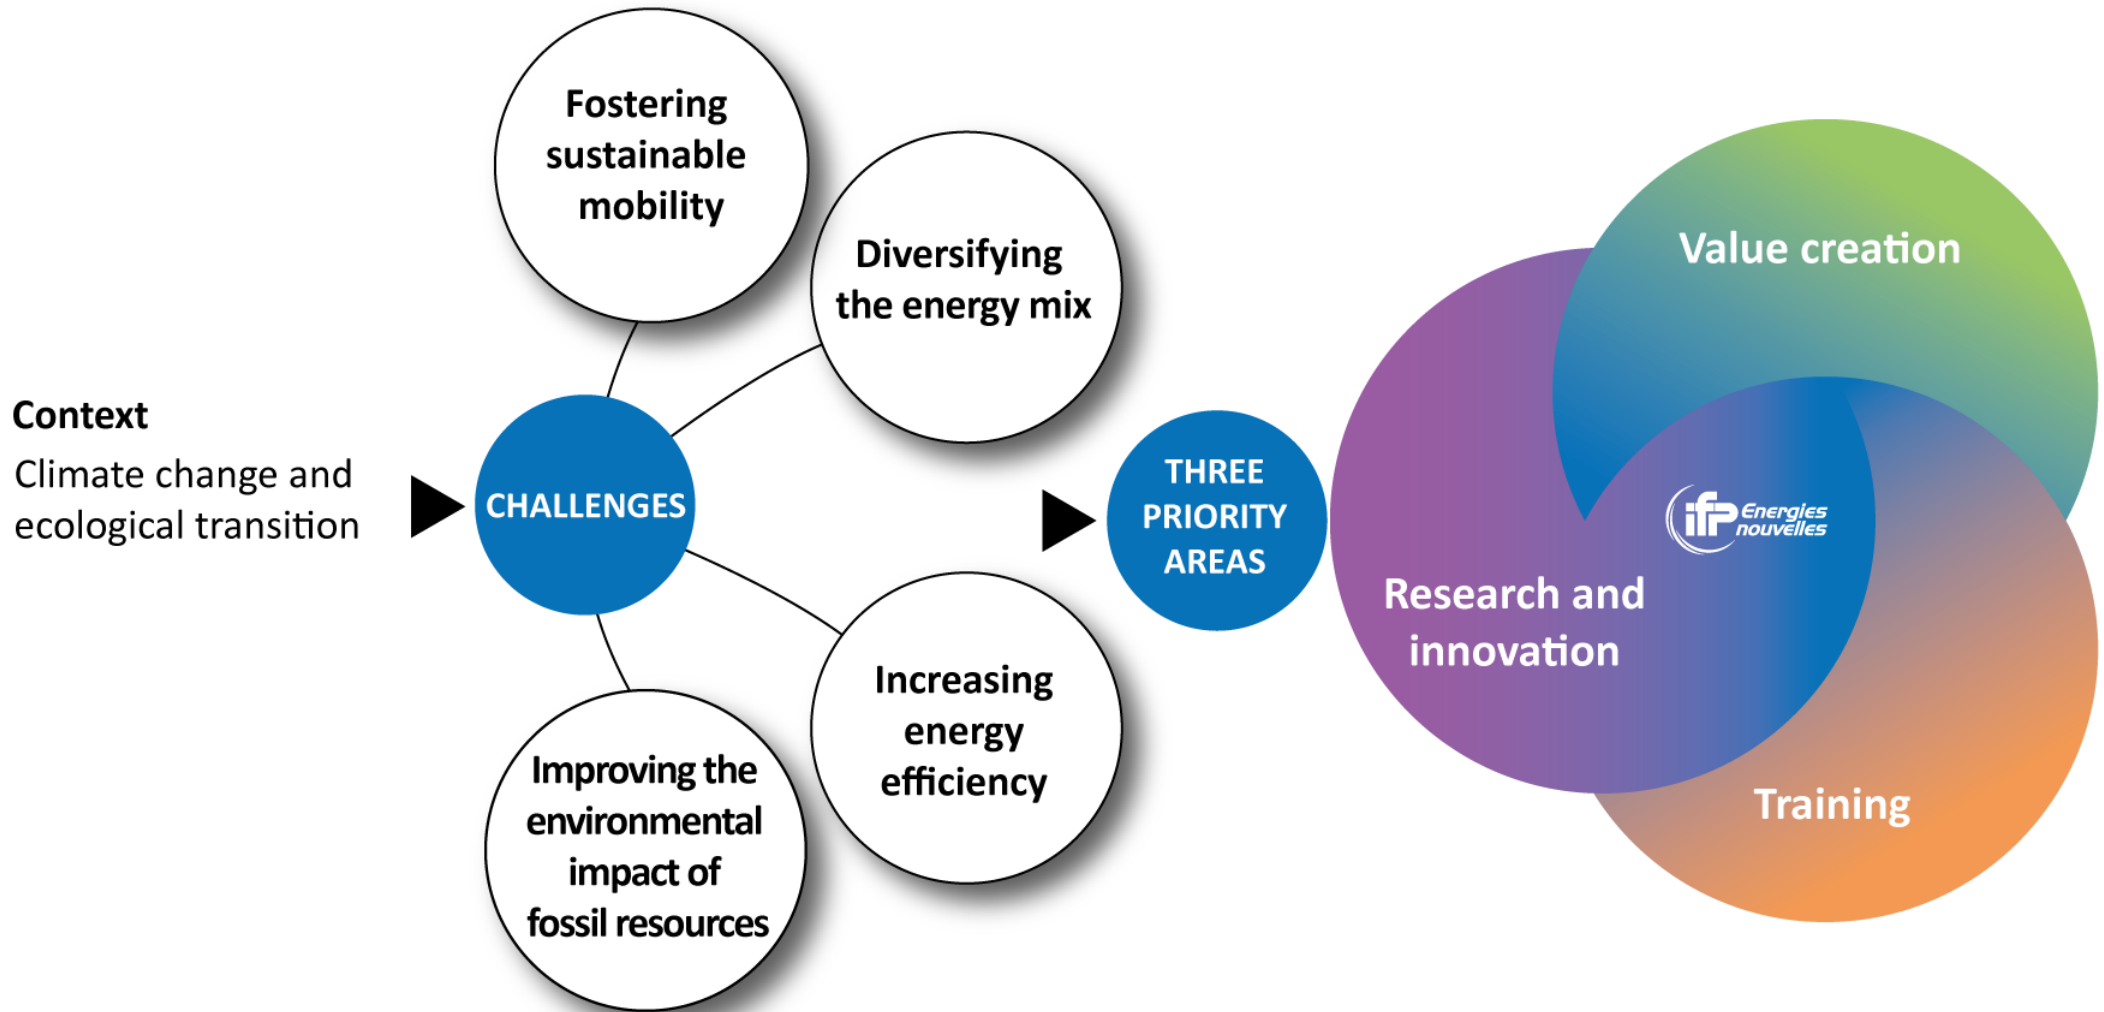 Context
Climate change and
ecological transition
CHALLENGES
Fostering
sustainable
mobility
Diversifying
the energy mix
Increasing
energy
efficiency
Improving the
environmental
impact of
fossil resources
THREE
PRIORITY
AREAS
Value creation
Research and
innovation
Training
ifp Energies
nouvelles